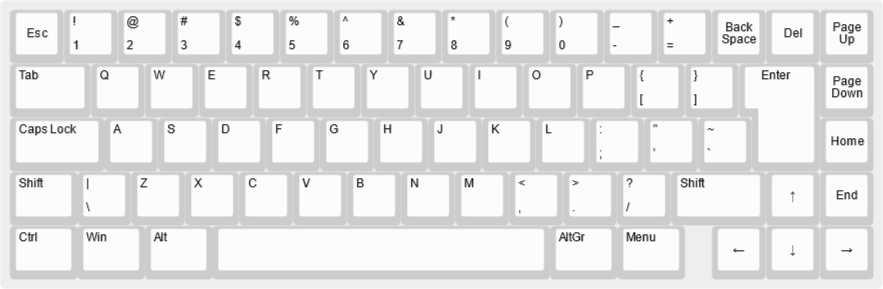 Esc ! @ # $ % ^ & * ( ) _ + Back Space Del Page Up
1 2 3 4 5 6 7 8 9 0 - =
Tab Q W E R T Y U I O P { } Enter Page Down
[ ]
Caps Lock A S D F G H J K L : " ~ Home
; ' `
Shift | Z X C V B N M < > ? Shift ↑ End
\ , . /
Ctrl Win Alt AltGr Menu ← ↓ →